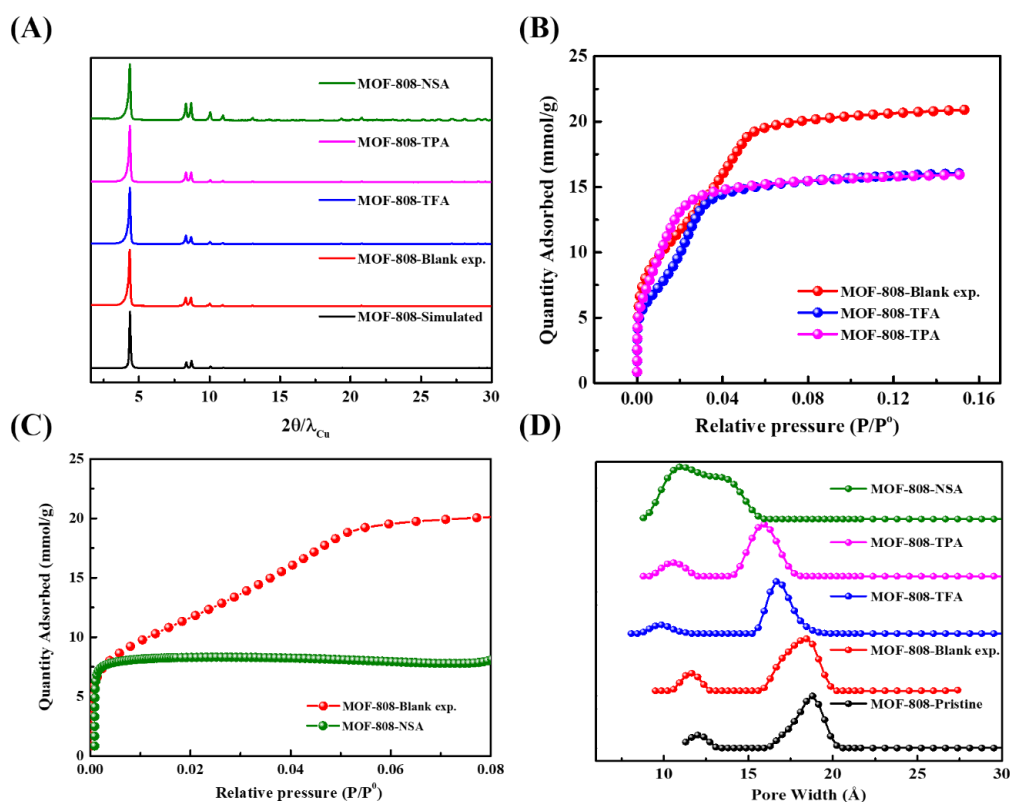 (A)
MOF-808-NSA
MOF-808-TPA
MOF-808-TFA
MOF-808-Blank exp.
MOF-808-Simulated
5 10 15 20 25 30
2θ/λCu
(B)
Quantity Adsorbed (mmol/g)
25
20
15
10
5
0
MOF-808-Blank exp.
MOF-808-TFA
MOF-808-TPA
0.00 0.04 0.08 0.12 0.16
Relative pressure (P/P⁰)
(C)
Quantity Adsorbed (mmol/g)
25
20
15
10
5
0
MOF-808-Blank exp.
MOF-808-NSA
0.00 0.02 0.04 0.06 0.08
Relative pressure (P/P⁰)
(D)
MOF-808-NSA
MOF-808-TPA
MOF-808-TFA
MOF-808-Blank exp.
MOF-808-Pristine
10 15 20 25 30
Pore Width (Å)